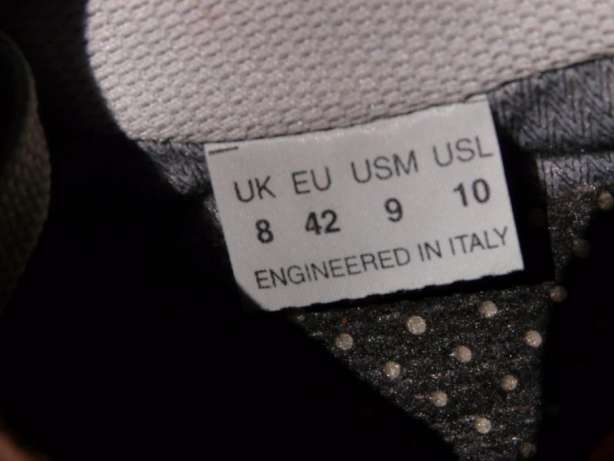 UK EU USM USL
8 42 9 10
ENGINEERED IN ITALY